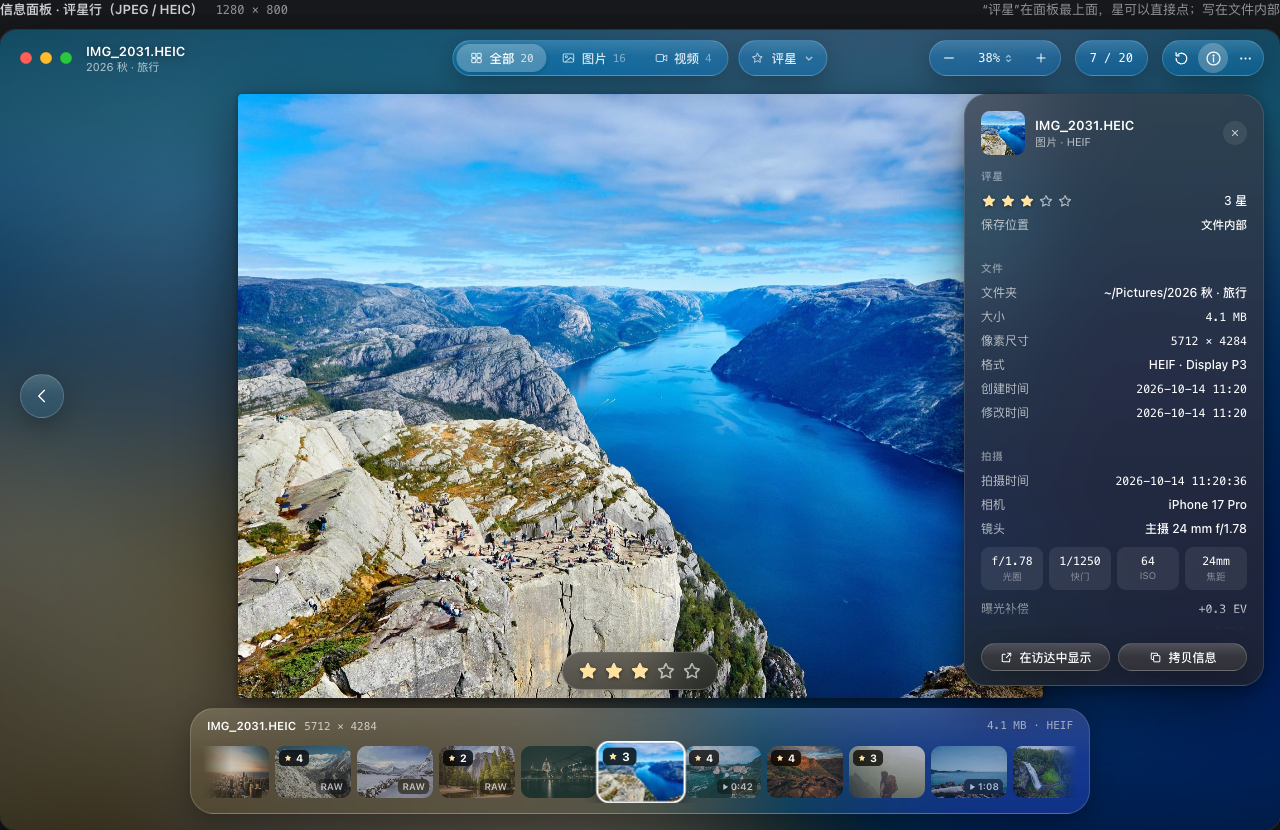 信息面板 · 评星行（JPEG / HEIC） 1280 × 800
“评星”在面板最上面，星可以直接点；写在文件内部
IMG_2031.HEIC
2026 秋 · 旅行
全部 20 图片 16 视频 4 评星
38%
7 / 20
IMG_2031.HEIC
图片 · HEIF
评星
3 星
保存位置 文件内部
文件
文件夹 ~/Pictures/2026 秋 · 旅行
大小 4.1 MB
像素尺寸 5712 × 4284
格式 HEIF · Display P3
创建时间 2026-10-14 11:20
修改时间 2026-10-14 11:20
拍摄
拍摄时间 2026-10-14 11:20:36
相机 iPhone 17 Pro
镜头 主摄 24 mm f/1.78
f/1.78 1/1250 64 24mm
光圈 快门 ISO 焦距
曝光补偿 +0.3 EV
在访达中显示 拷贝信息
IMG_2031.HEIC 5712 × 4284 4.1 MB · HEIF
4 2 3 4 4 3
RAW RAW RAW 0:42 1:08